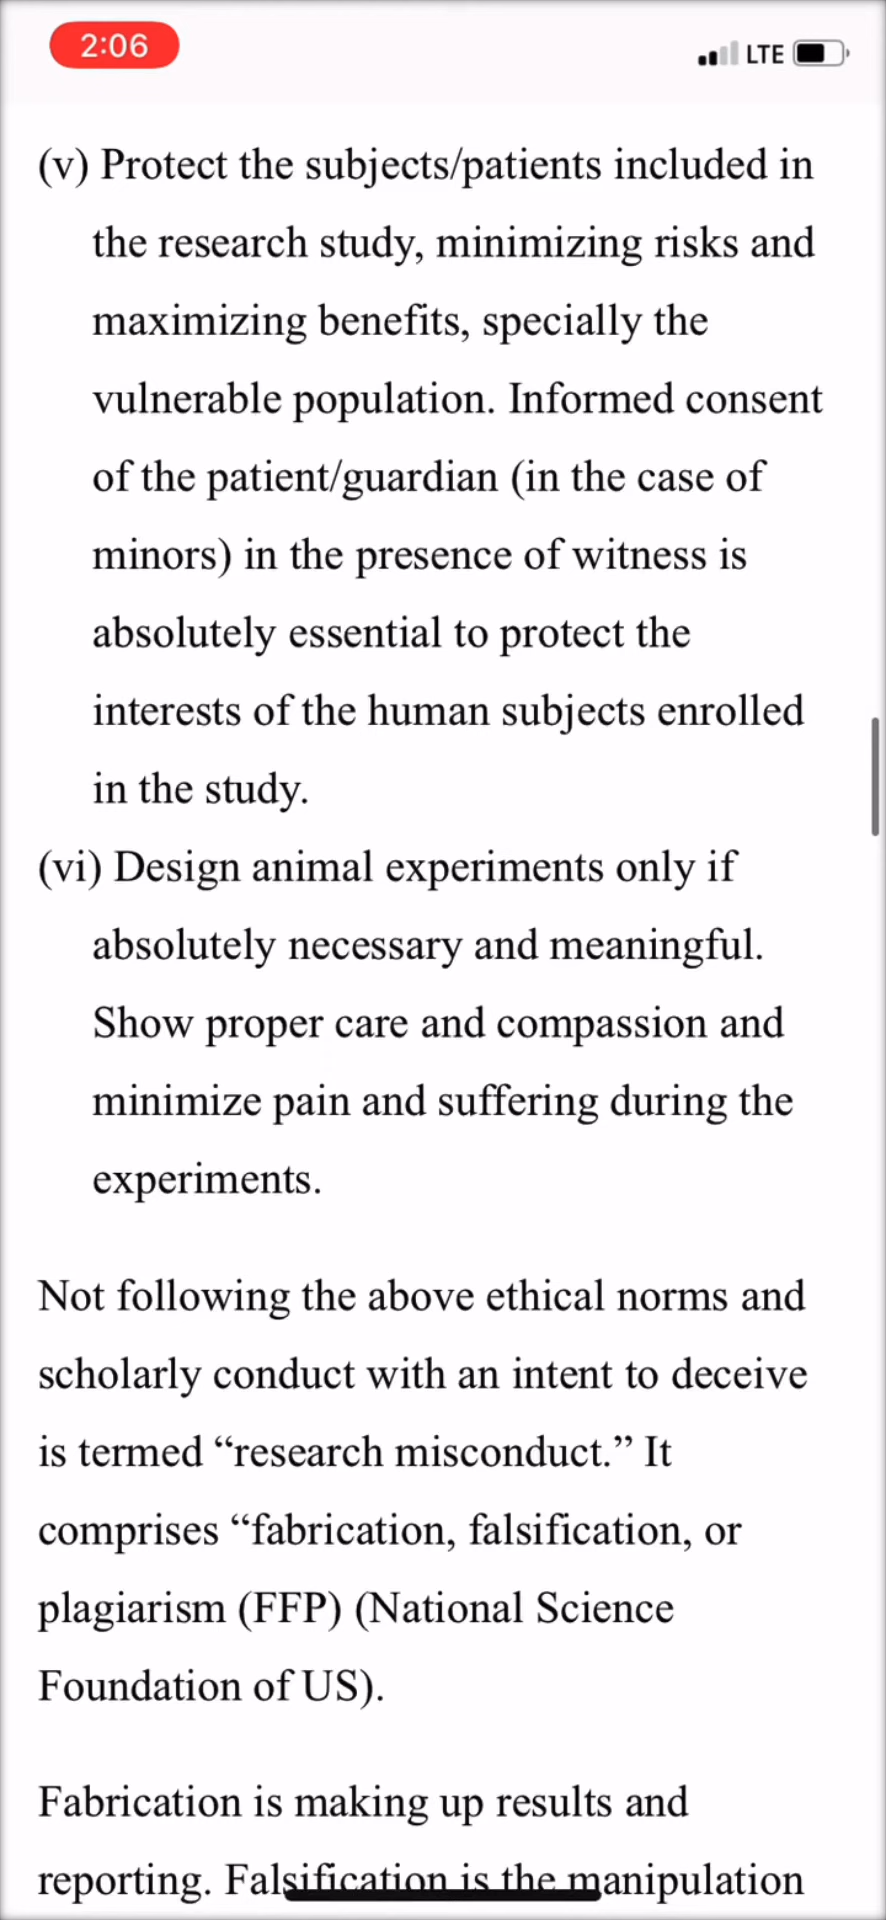 2:06
LTE
(v) Protect the subjects/patients included in
the research study, minimizing risks and
maximizing benefits, specially the
vulnerable population. Informed consent
of the patient/guardian (in the case of
minors) in the presence of witness is
absolutely essential to protect the
interests of the human subjects enrolled
in the study.
(vi) Design animal experiments only if
absolutely necessary and meaningful.
Show proper care and compassion and
minimize pain and suffering during the
experiments.
Not following the above ethical norms and
scholarly conduct with an intent to deceive
is termed “research misconduct.” It
comprises “fabrication, falsification, or
plagiarism (FFP) (National Science
Foundation of US).
Fabrication is making up results and
reporting. Falsification is the manipulation